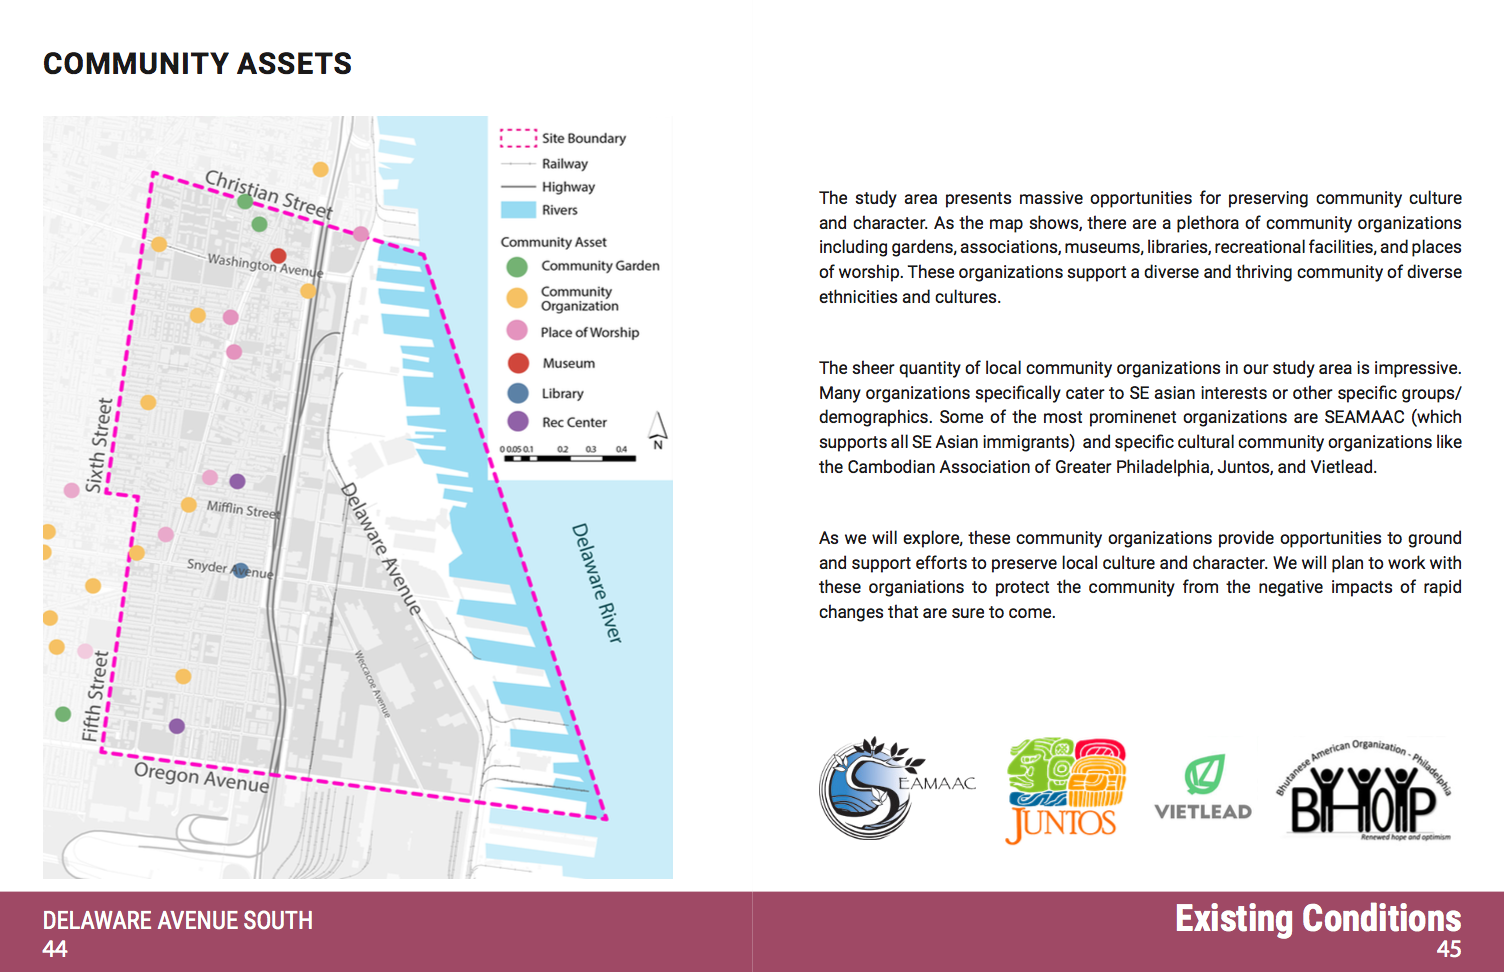 COMMUNITY ASSETS
Christian Street
Washington Avenue
Sixth Street
Mifflin Street
Snyder Avenue
Delaware Avenue
Delaware River
Weccacoe Avenue
Fifth Street
Oregon Avenue
Site Boundary
Railway
Highway
Rivers
Community Asset
Community Garden
Community
Organization
Place of Worship
Museum
Library
Rec Center
N
0 0.05 0.1 0.2 0.3 0.4
The study area presents massive opportunities for preserving community culture
and character. As the map shows, there are a plethora of community organizations
including gardens, associations, museums, libraries, recreational facilities, and places
of worship. These organizations support a diverse and thriving community of diverse
ethnicities and cultures.
The sheer quantity of local community organizations in our study area is impressive.
Many organizations specifically cater to SE asian interests or other specific groups/
demographics. Some of the most prominenet organizations are SEAMAAC (which
supports all SE Asian immigrants) and specific cultural community organizations like
the Cambodian Association of Greater Philadelphia, Juntos, and Vietlead.
As we will explore, these community organizations provide opportunities to ground
and support efforts to preserve local culture and character. We will plan to work with
these organiations to protect the community from the negative impacts of rapid
changes that are sure to come.
SEAMAAC
JUNTOS
VIETLEAD
Bhutanese American Organization - Philadelphia
BHOIP
Renewed hope and optimism
DELAWARE AVENUE SOUTH
44
Existing Conditions
45